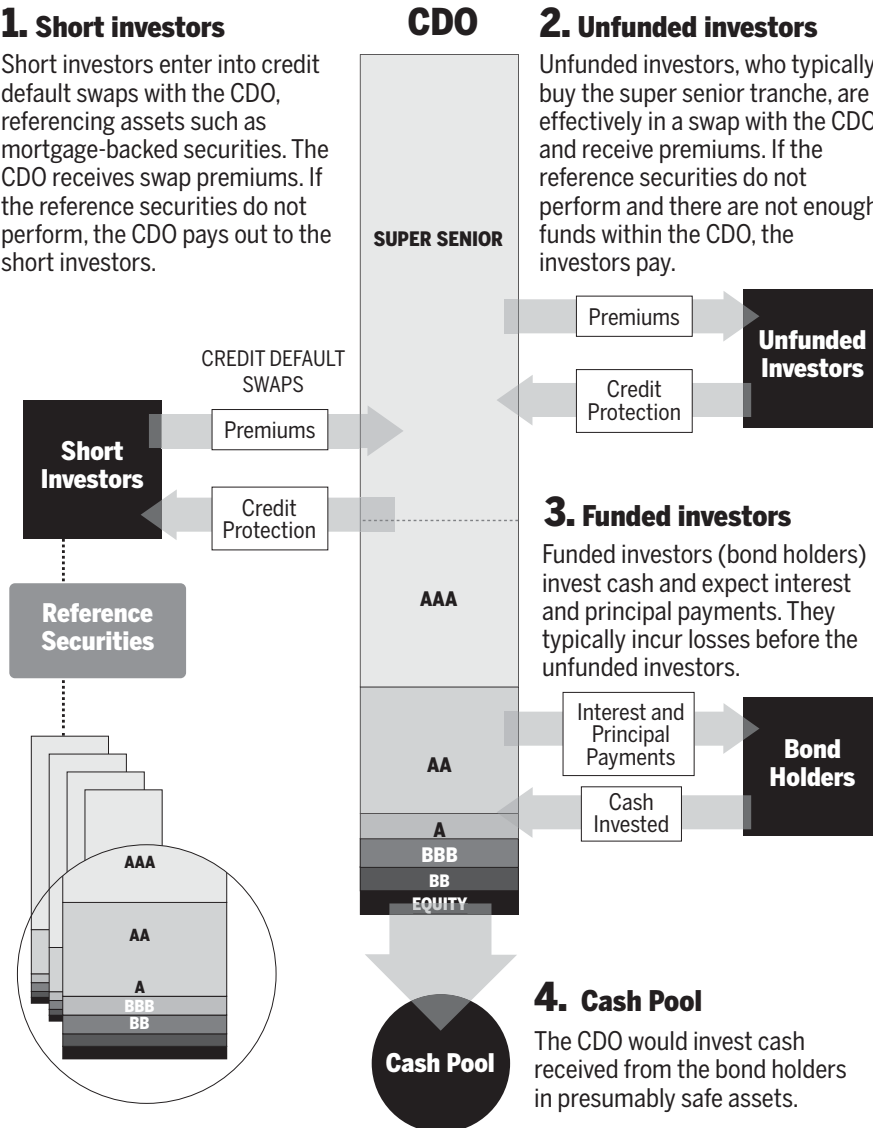 1. Short investors
Short investors enter into credit
default swaps with the CDO,
referencing assets such as
mortgage-backed securities. The
CDO receives swap premiums. If
the reference securities do not
perform, the CDO pays out to the
short investors.
CDO
2. Unfunded investors
Unfunded investors, who typically
buy the super senior tranche, are
effectively in a swap with the CDO
and receive premiums. If the
reference securities do not
perform and there are not enough
funds within the CDO, the
investors pay.
SUPER SENIOR
Premiums
Credit
Protection
Unfunded
Investors
CREDIT DEFAULT
SWAPS
Short
Investors
Premiums
Credit
Protection
Reference
Securities
3. Funded investors
Funded investors (bond holders)
invest cash and expect interest
and principal payments. They
typically incur losses before the
unfunded investors.
AAA
AA
A
BBB
BB
EQUITY
Interest and
Principal
Payments
Cash
Invested
Bond
Holders
AAA
AA
A
BBB
BB
Cash Pool
4. Cash Pool
The CDO would invest cash
received from the bond holders
in presumably safe assets.